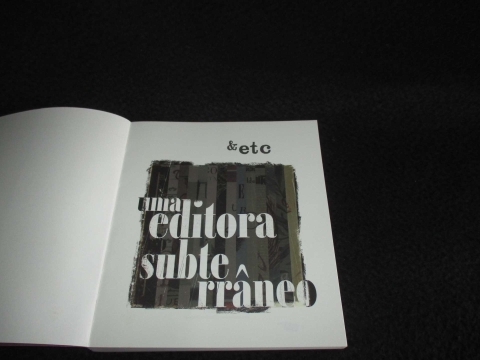 & etc
uma
editora
subte
rrâneo